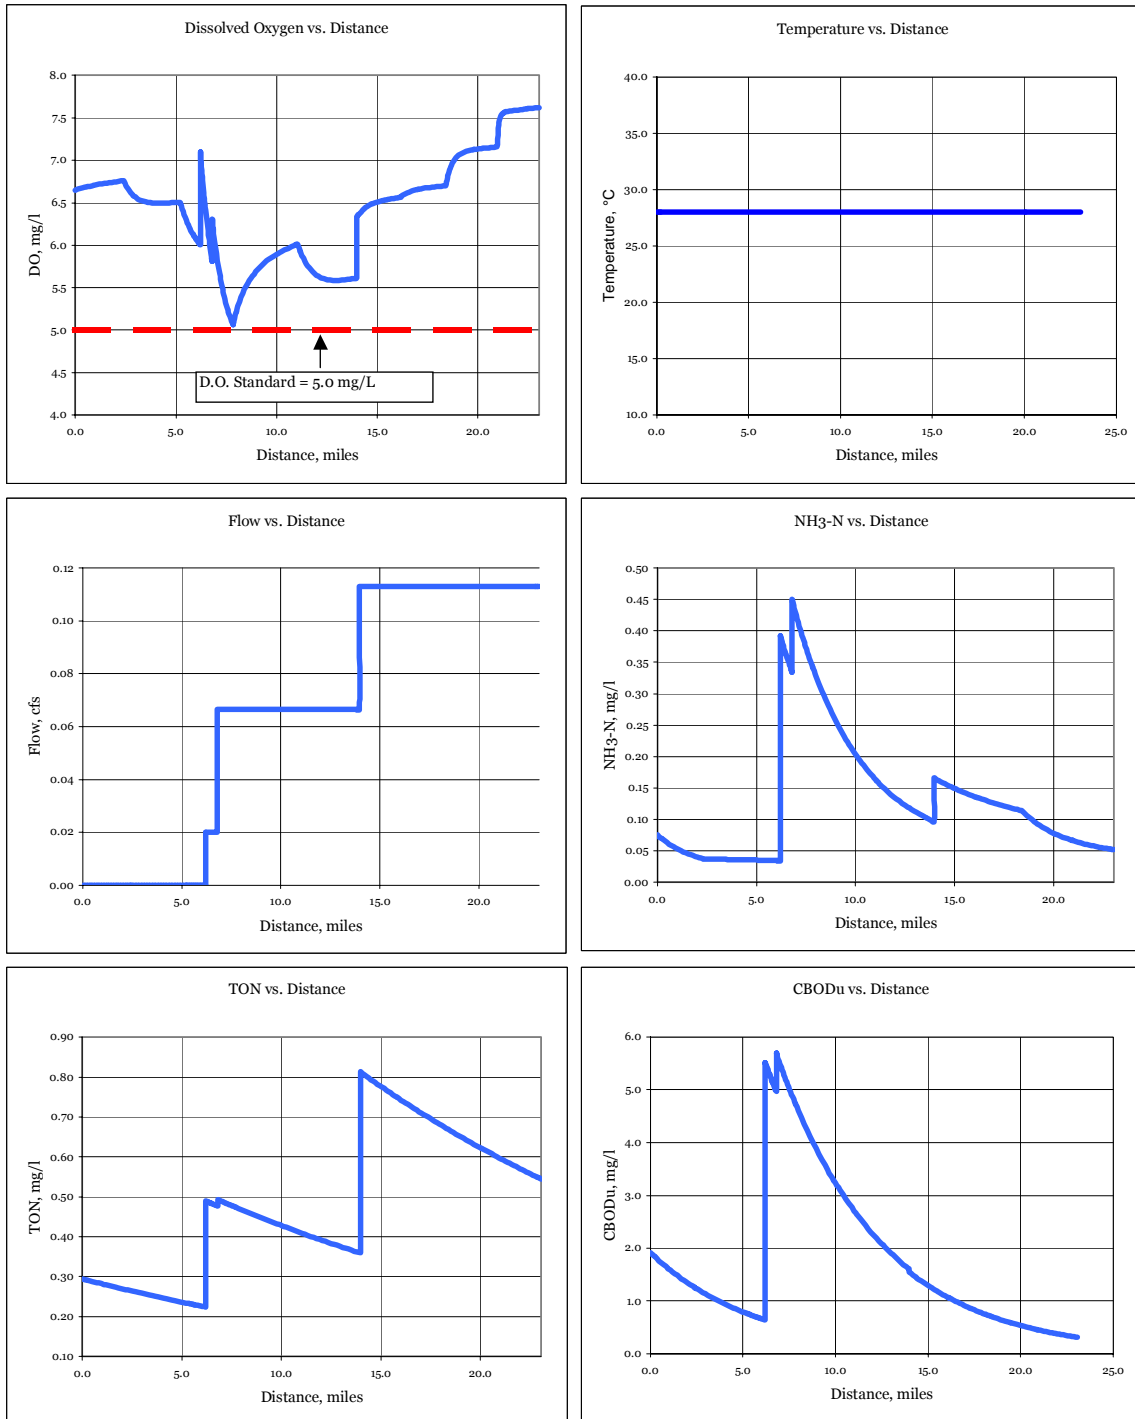 Dissolved Oxygen vs. Distance
DO, mg/l
8.0
7.5
7.0
6.5
6.0
5.5
5.0
4.5
4.0
D.O. Standard = 5.0 mg/L
0.0 5.0 10.0 15.0 20.0
Distance, miles
Temperature vs. Distance
Temperature, °C
40.0
35.0
30.0
25.0
20.0
15.0
10.0
0.0 5.0 10.0 15.0 20.0 25.0
Distance, miles
Flow vs. Distance
Flow, cfs
0.12
0.10
0.08
0.06
0.04
0.02
0.00
0.0 5.0 10.0 15.0 20.0
Distance, miles
NH3-N vs. Distance
NH3-N, mg/l
0.50
0.45
0.40
0.35
0.30
0.25
0.20
0.15
0.10
0.05
0.00
0.0 5.0 10.0 15.0 20.0
Distance, miles
TON vs. Distance
TON, mg/l
0.90
0.80
0.70
0.60
0.50
0.40
0.30
0.20
0.10
0.0 5.0 10.0 15.0 20.0
Distance, miles
CBODu vs. Distance
CBODu, mg/l
6.0
5.0
4.0
3.0
2.0
1.0
0.0
0.0 5.0 10.0 15.0 20.0 25.0
Distance, miles